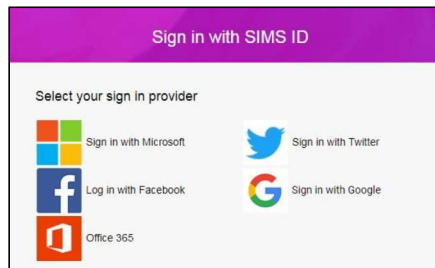 Sign in with SIMS ID
Select your sign in provider
Sign in with Microsoft
Sign in with Twitter
Log in with Facebook
Sign in with Google
Office 365